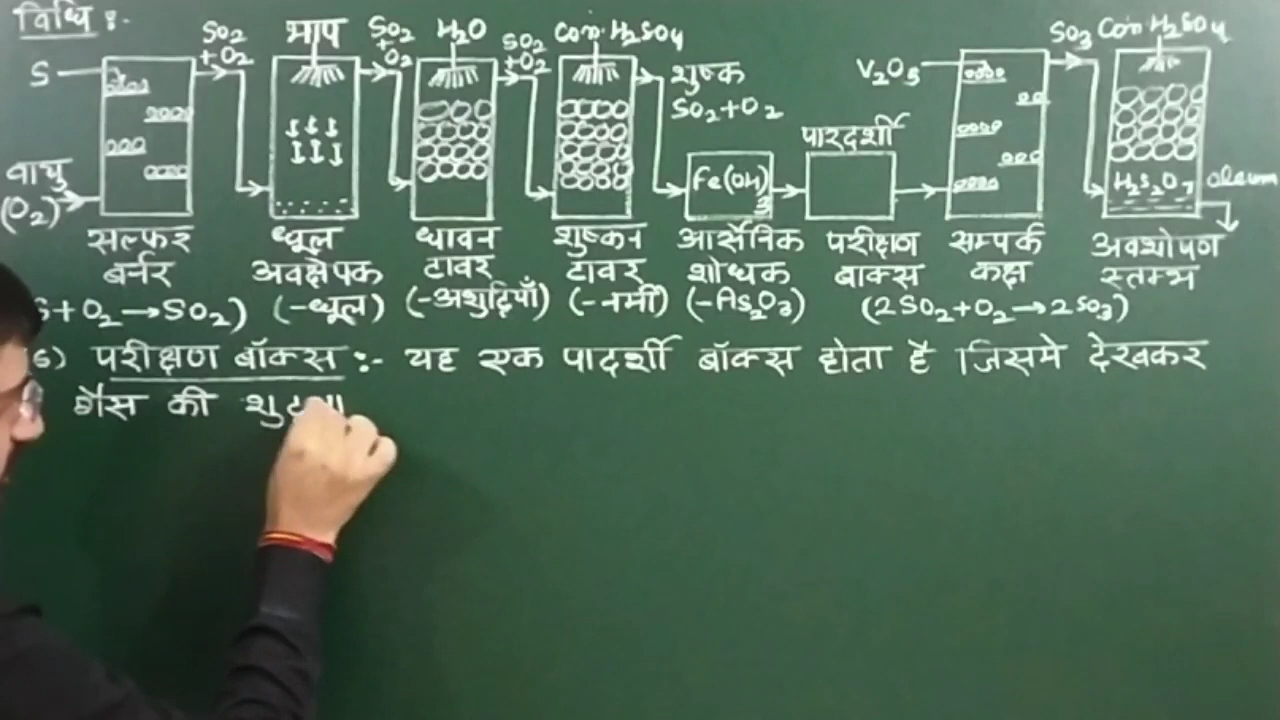 विधि :-
SO₂ + O₂
भाप
SO₂ + O₂
H₂O
SO₂ + O₂
Con. H₂SO₄
S
शुष्क
SO₂ + O₂
V₂O₅
SO₃
Con. H₂SO₄
वायु
(O₂)
Fe(OH)₃
पारदर्शी
H₂S₂O₇
oleum
सल्फर बर्नर
धूल अवक्षेपक
धावन टावर
शुष्कन टावर
आर्सेनिक शोधक
परीक्षण बाक्स
सम्पर्क कक्ष
अवशोषण स्तम्भ
S+O₂→SO₂)
(-धूल)
(-अशुद्धियाँ)
(-नमी)
(-As₂O₃)
(2SO₂+O₂→2SO₃)
6) परीक्षण बॉक्स :- यह एक पादर्शी बॉक्स होता है जिसमे देखकर
गैस की